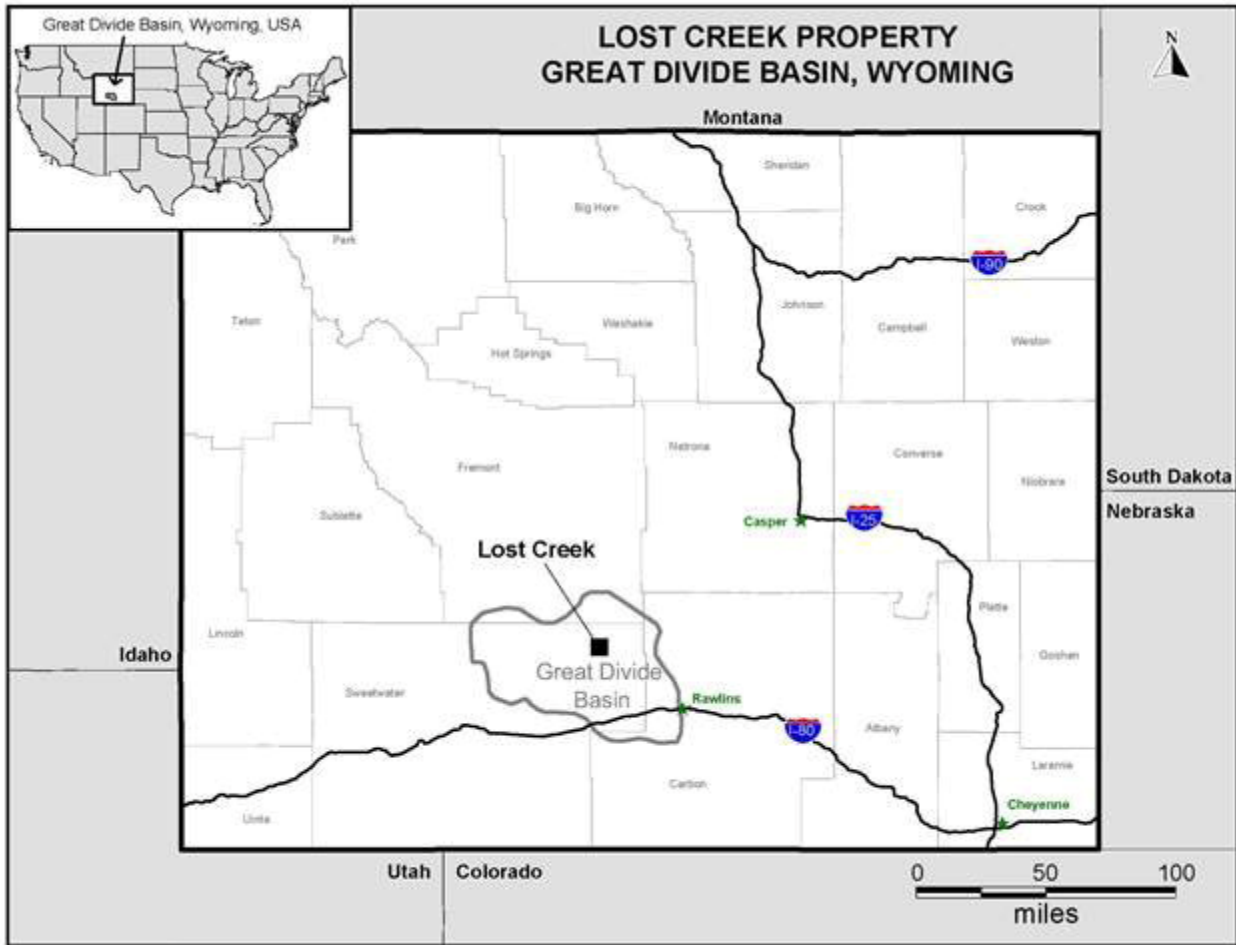 Great Divide Basin, Wyoming, USA
LOST CREEK PROPERTY
GREAT DIVIDE BASIN, WYOMING
N
Montana
Sheridan
Big Horn
Crook
Park
I-90
Johnson
Teton
Washakie
Campbell
Weston
Hot Springs
Natrona
Converse
Fremont
Niobrara
South Dakota
Sublette
Casper
I-25
Nebraska
Lost Creek
Platte
Lincoln
Goshen
Idaho
Great Divide
Basin
Sweetwater
Rawlins
I-80
Albany
Laramie
Carbon
Uinta
Cheyenne
Utah
Colorado
0 50 100
miles